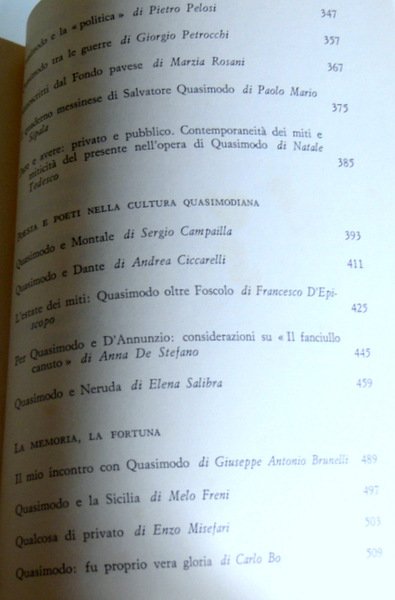 modo e la « politica » di Pietro Pelosi 347
modo tra le guerre di Giorgio Petrocchi 357
scritti dal Fondo pavese di Marzia Rosani 367
quaderno messinese di Salvatore Quasimodo di Paolo Mario
Sipala 375
e avere: privato e pubblico. Contemporaneità dei miti e
miticità del presente nell'opera di Quasimodo di Natale
Tedesco 385
POESIA E POETI NELLA CULTURA QUASIMODIANA
Quasimodo e Montale di Sergio Campailla 393
Quasimodo e Dante di Andrea Ciccarelli 411
L'estate dei miti: Quasimodo oltre Foscolo di Francesco D'Epi-
scopo 425
Per Quasimodo e D'Annunzio: considerazioni su « Il fanciullo
canuto » di Anna De Stefano 445
Quasimodo e Neruda di Elena Salibra 459
LA MEMORIA, LA FORTUNA
Il mio incontro con Quasimodo di Giuseppe Antonio Brunelli 489
Quasimodo e la Sicilia di Melo Freni 497
Qualcosa di privato di Enzo Misefari 503
Quasimodo: fu proprio vera gloria di Carlo Bo 509